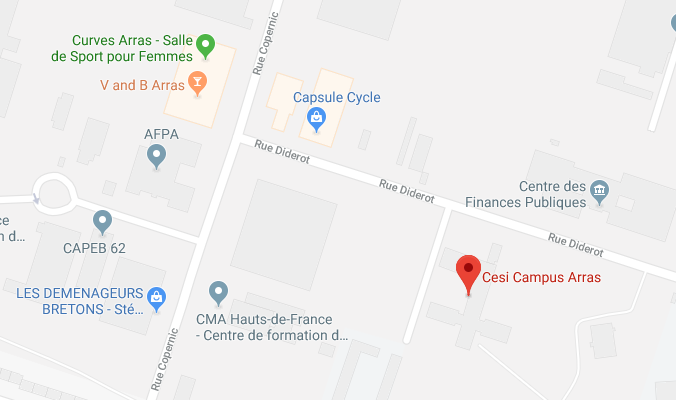 Curves Arras - Salle
de Sport pour Femmes
Rue Copernic
V and B Arras
Capsule Cycle
AFPA
Rue Diderot
Rue Diderot
Centre des
Finances Publiques
CAPEB 62
ce
n d...
Rue Diderot
Cesi Campus Arras
LES DEMENAGEURS
BRETONS - Sté...
CMA Hauts-de-France
- Centre de formation d...
Rue Copernic